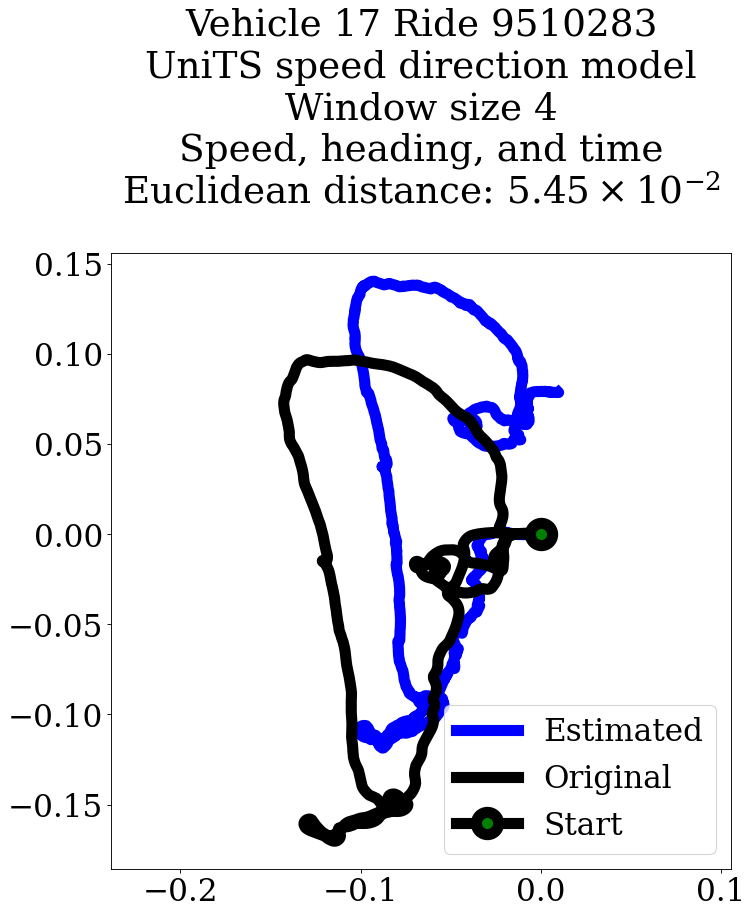 Vehicle 17 Ride 9510283
UniTS speed direction model
Window size 4
Speed, heading, and time
Euclidean distance: $5.45 \times 10^{-2}$
0.15
0.10
0.05
0.00
−0.05
−0.10
−0.15
−0.2
−0.1
0.0
0.1
Estimated
Original
Start